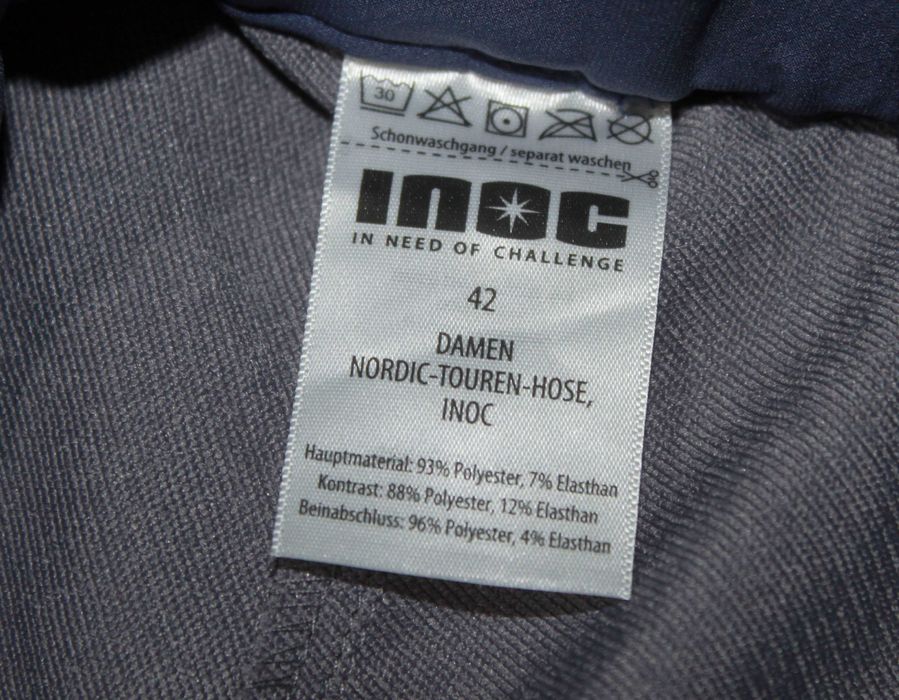 30
Schonwaschgang / separat waschen
INOC
IN NEED OF CHALLENGE
42
DAMEN
NORDIC-TOUREN-HOSE,
INOC
Hauptmaterial: 93% Polyester, 7% Elasthan
Kontrast: 88% Polyester, 12% Elasthan
Beinabschluss: 96% Polyester, 4% Elasthan